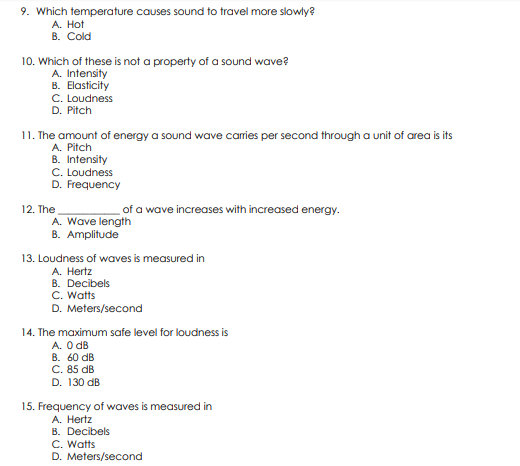 9. Which temperature causes sound to travel more slowly?
A. Hot
B. Cold
10. Which of these is not a property of a sound wave?
A. Intensity
B. Elasticity
C. Loudness
D. Pitch
11. The amount of energy a sound wave carries per second through a unit of area is its
A. Pitch
B. Intensity
C. Loudness
D. Frequency
12. The __________ of a wave increases with increased energy.
A. Wave length
B. Amplitude
13. Loudness of waves is measured in
A. Hertz
B. Decibels
C. Watts
D. Meters/second
14. The maximum safe level for loudness is
A. 0 dB
B. 60 dB
C. 85 dB
D. 130 dB
15. Frequency of waves is measured in
A. Hertz
B. Decibels
C. Watts
D. Meters/second